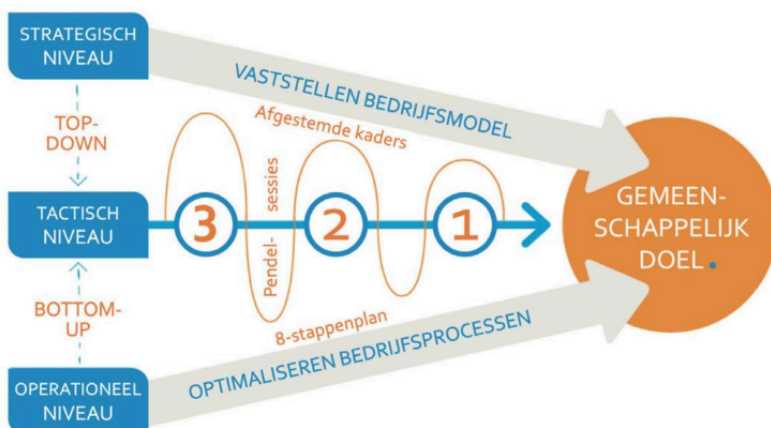 STRATEGISCH
NIVEAU
VASTSTELLEN BEDRIJFSMODEL
Afgestemde kaders
TOP-
DOWN
sessies
TACTISCH
NIVEAU
3
2
1
GEMEEN-
SCHAPPELIJK
DOEL.
Pendel-
BOTTOM-
UP
8-stappenplan
OPTIMALISEREN BEDRIJFSPROCESSEN
OPERATIONEEL
NIVEAU